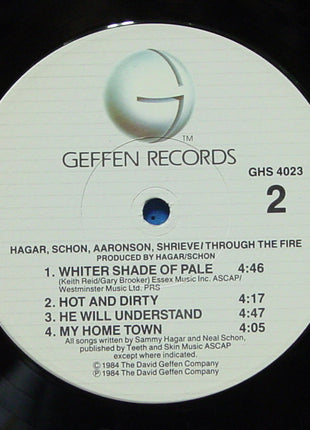 TM
GEFFEN RECORDS
GHS 4023
2
HAGAR, SCHON, AARONSON, SHRIEVE/THROUGH THE FIRE
PRODUCED BY HAGAR/SCHON
1. WHITER SHADE OF PALE 4:46
(Keith Reid/Gary Brooker) Essex Music Inc. ASCAP/
Westminster Music Ltd. PRS
2. HOT AND DIRTY 4:17
3. HE WILL UNDERSTAND 4:47
4. MY HOME TOWN 4:05
All songs written by Sammy Hagar and Neal Schon,
published by Teeth and Skin Music ASCAP
except where indicated.
© 1984 The David Geffen Company
℗ 1984 The David Geffen Company